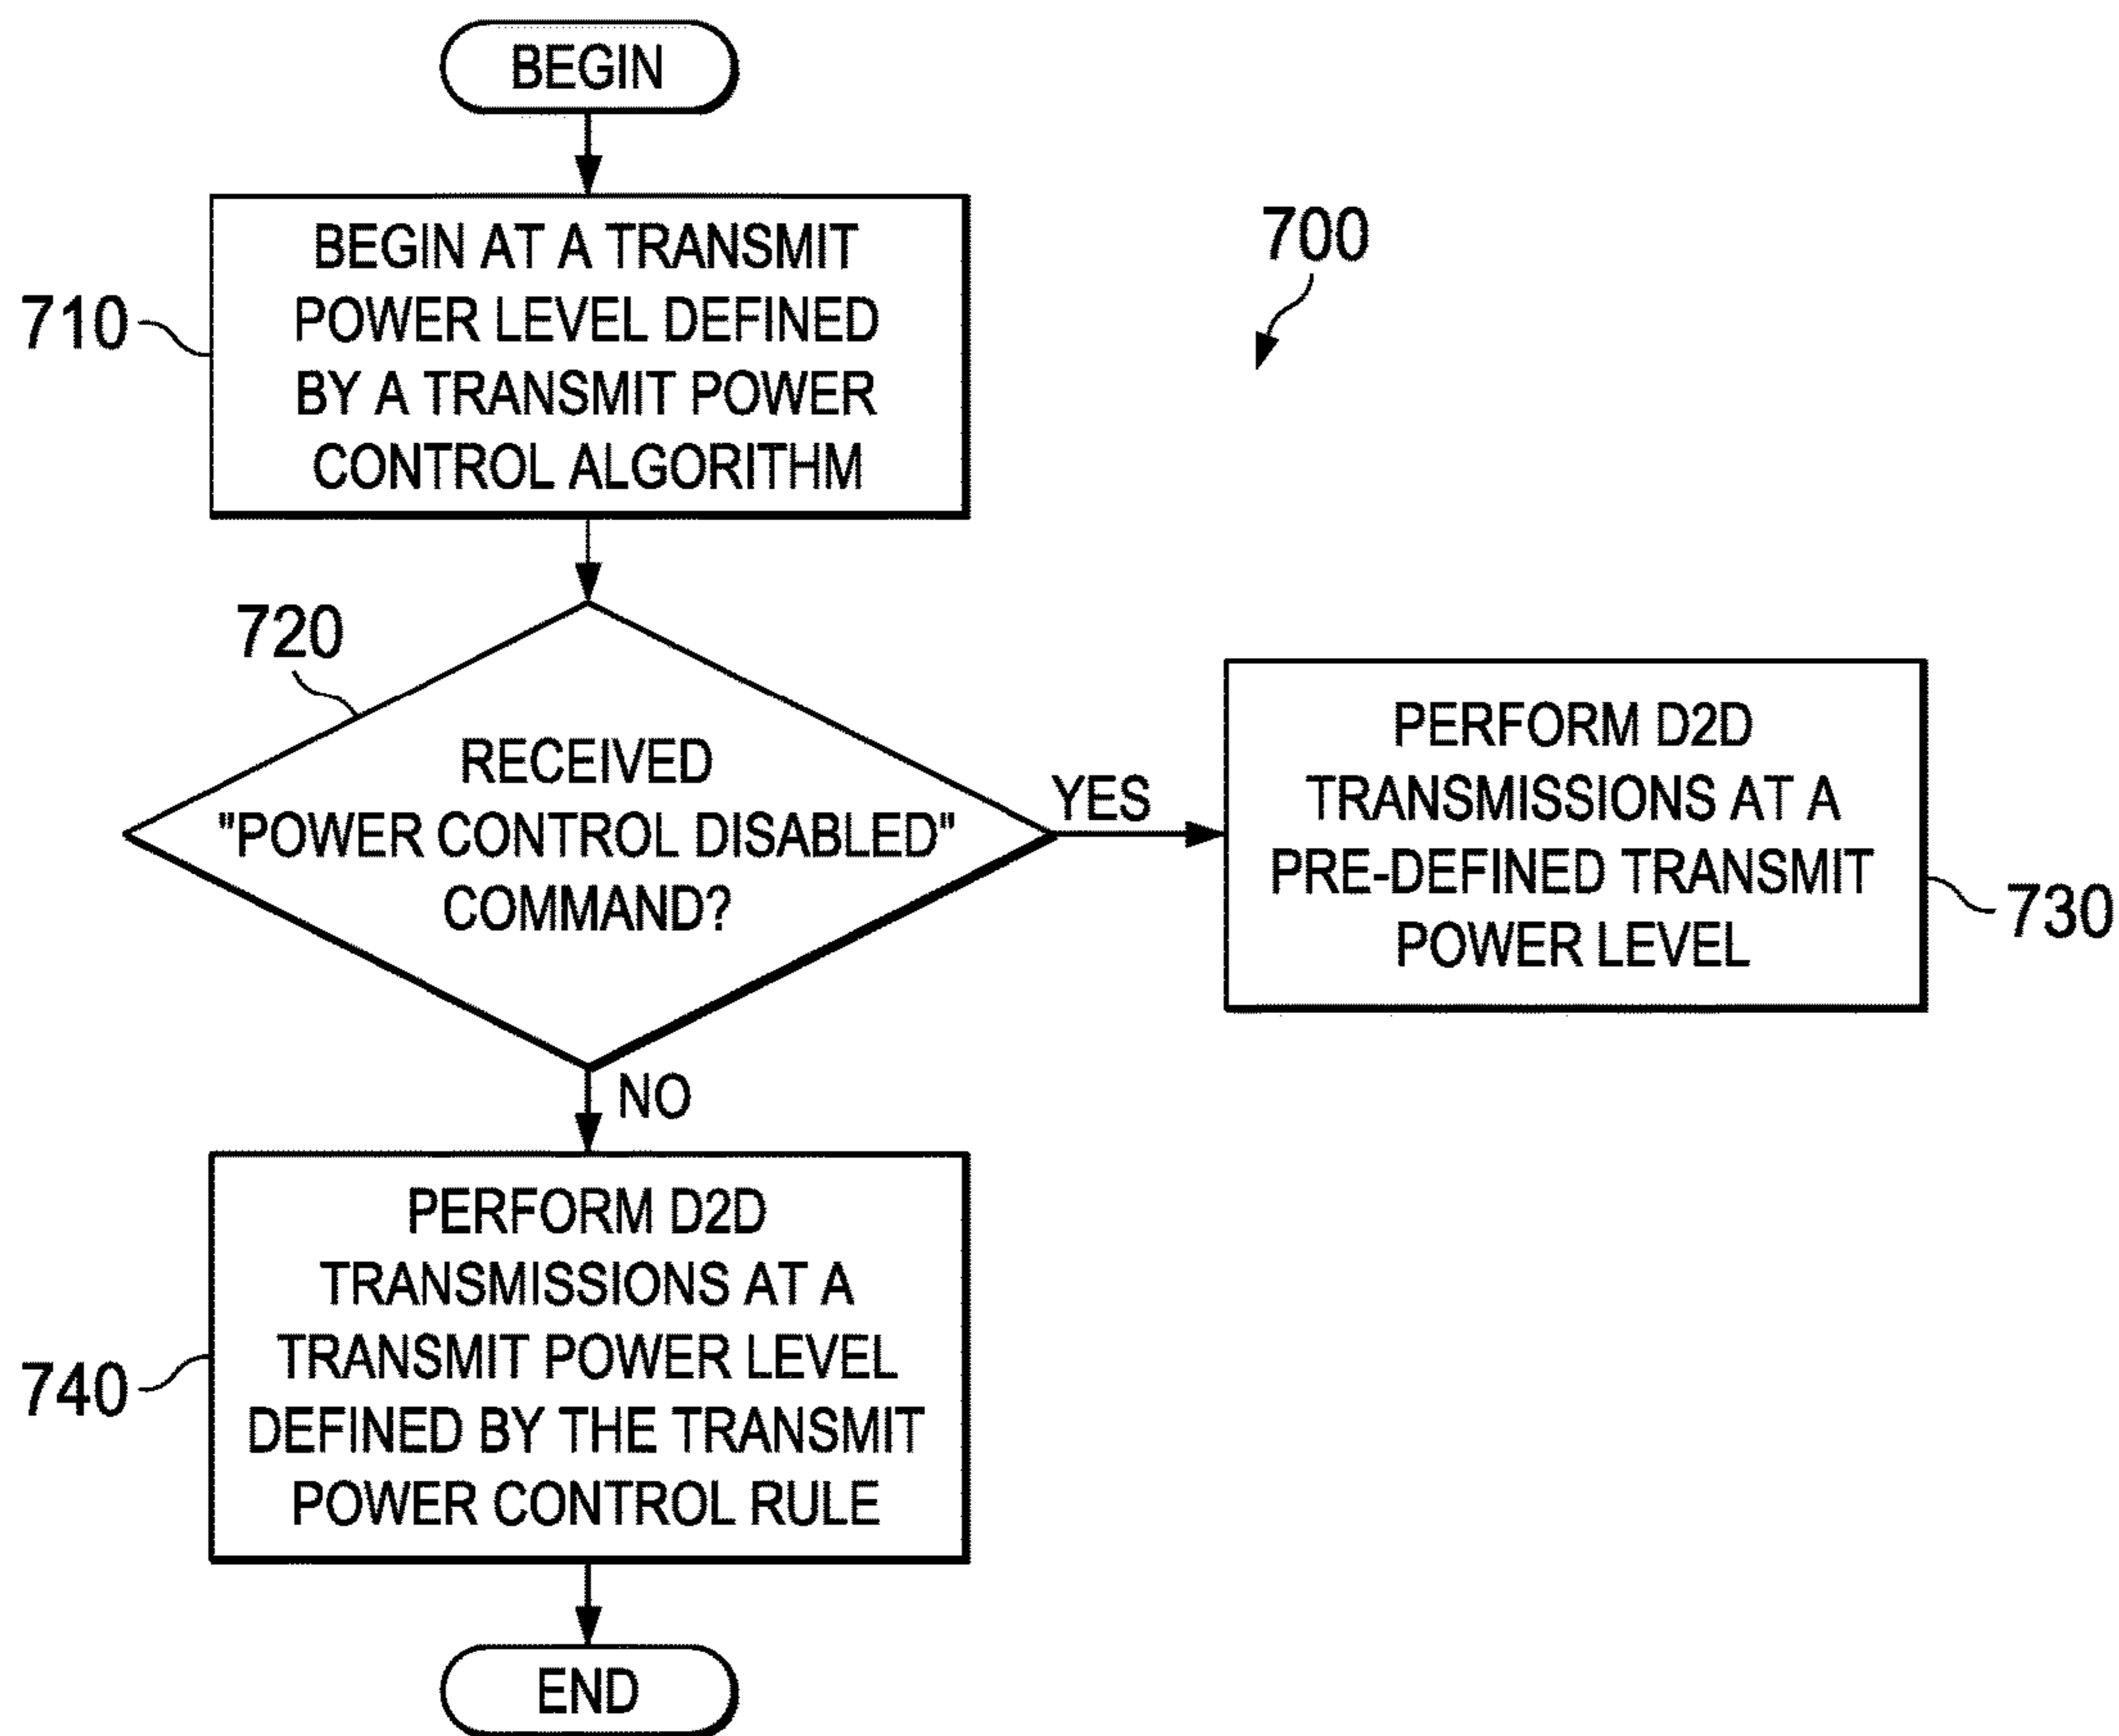 BEGIN
BEGIN AT A TRANSMIT
POWER LEVEL DEFINED
BY A TRANSMIT POWER
CONTROL ALGORITHM
710
700
720
RECEIVED
"POWER CONTROL DISABLED"
COMMAND?
YES
PERFORM D2D
TRANSMISSIONS AT A
PRE-DEFINED TRANSMIT
POWER LEVEL
730
NO
PERFORM D2D
TRANSMISSIONS AT A
TRANSMIT POWER LEVEL
DEFINED BY THE TRANSMIT
POWER CONTROL RULE
740
END